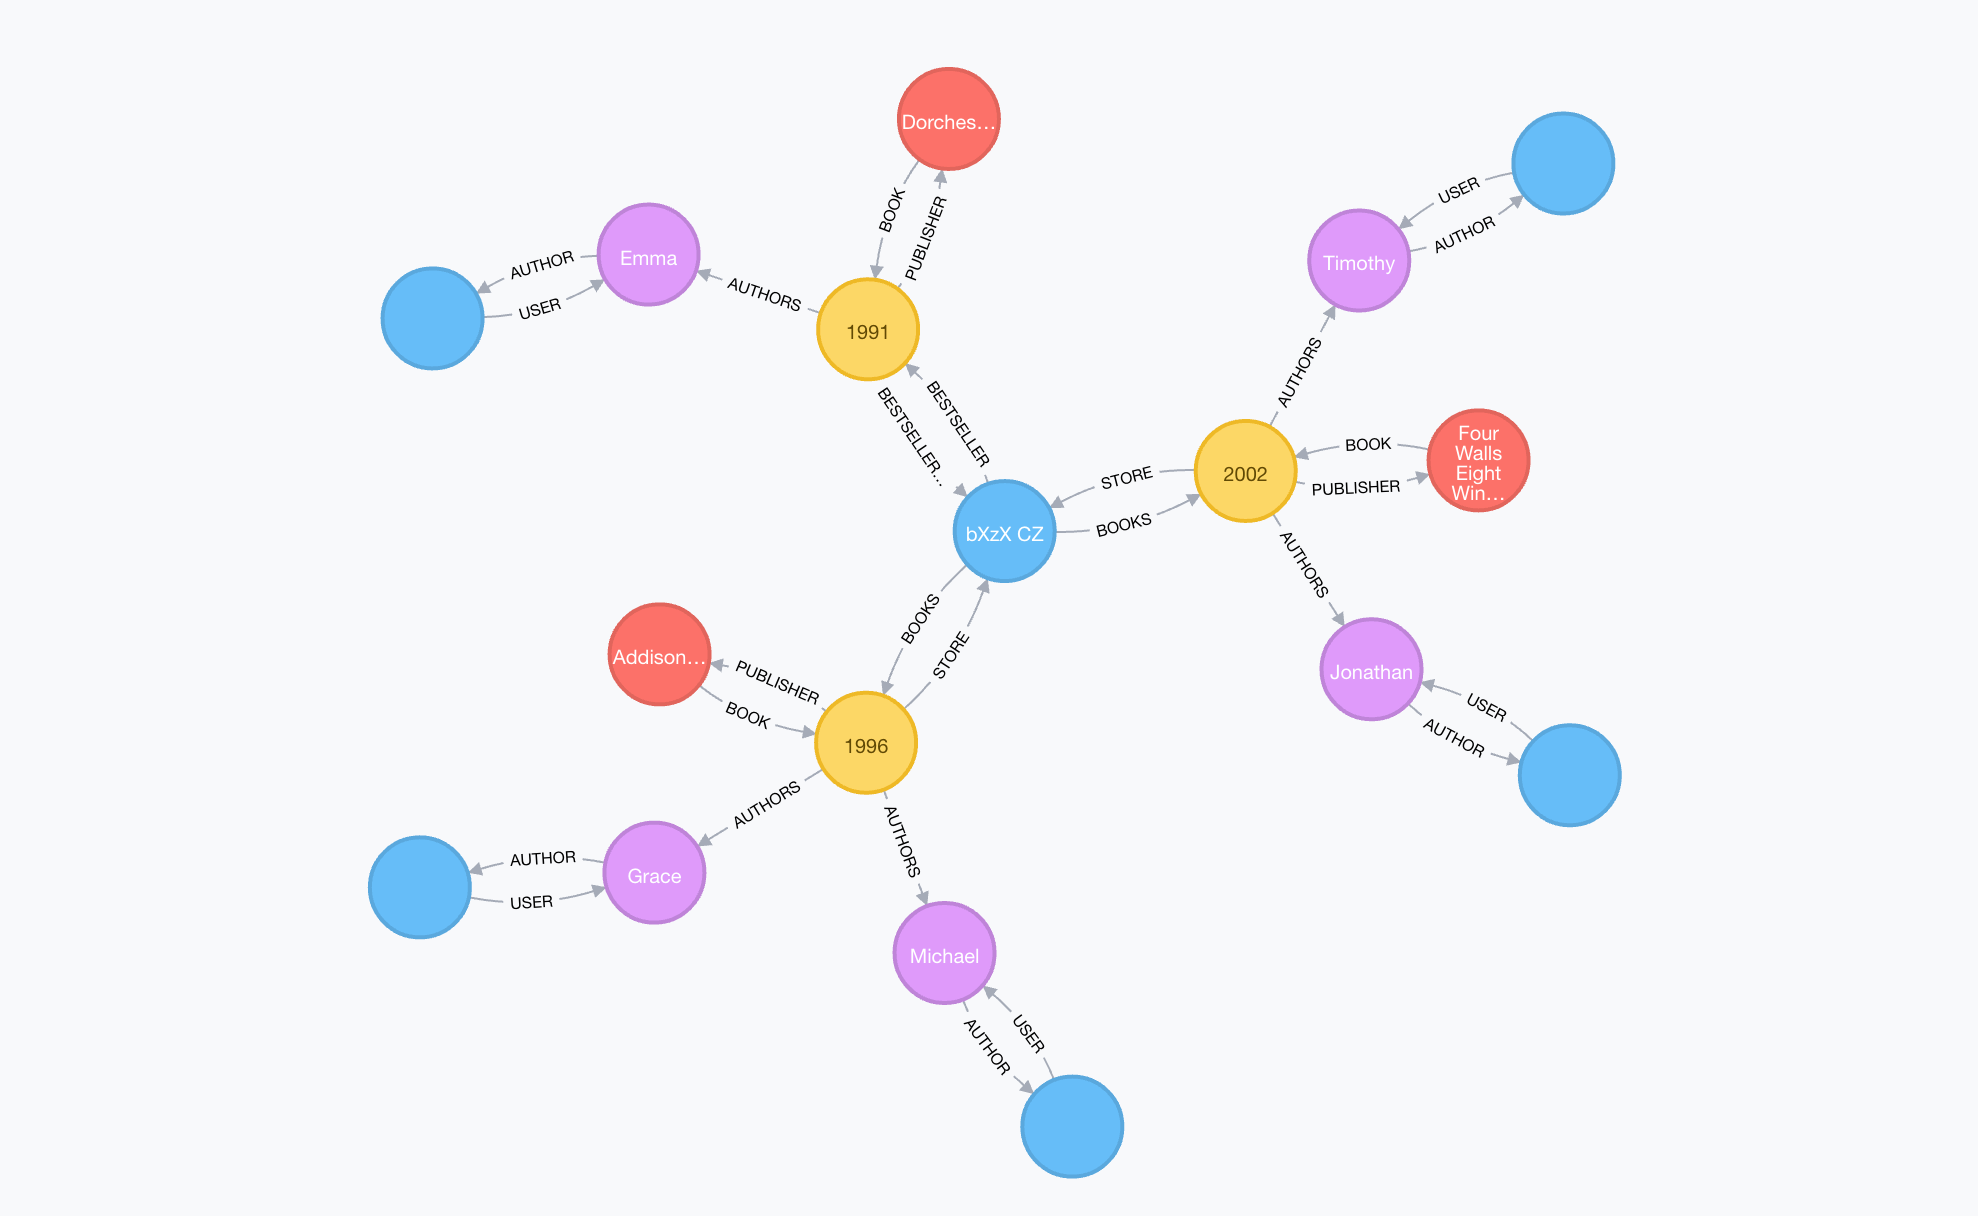 Dorches…
USER
BOOK
PUBLISHER
AUTHOR
Emma
AUTHOR
Timothy
USER
AUTHORS
1991
AUTHORS
BESTSELLER
BESTSELLER…
BOOK
Four
Walls
Eight
Win…
STORE
2002
PUBLISHER
BOOKS
bXzX CZ
AUTHORS
BOOKS
STORE
Addison…
PUBLISHER
Jonathan
BOOK
USER
AUTHOR
1996
AUTHORS
AUTHORS
AUTHOR
Grace
USER
Michael
USER
AUTHOR